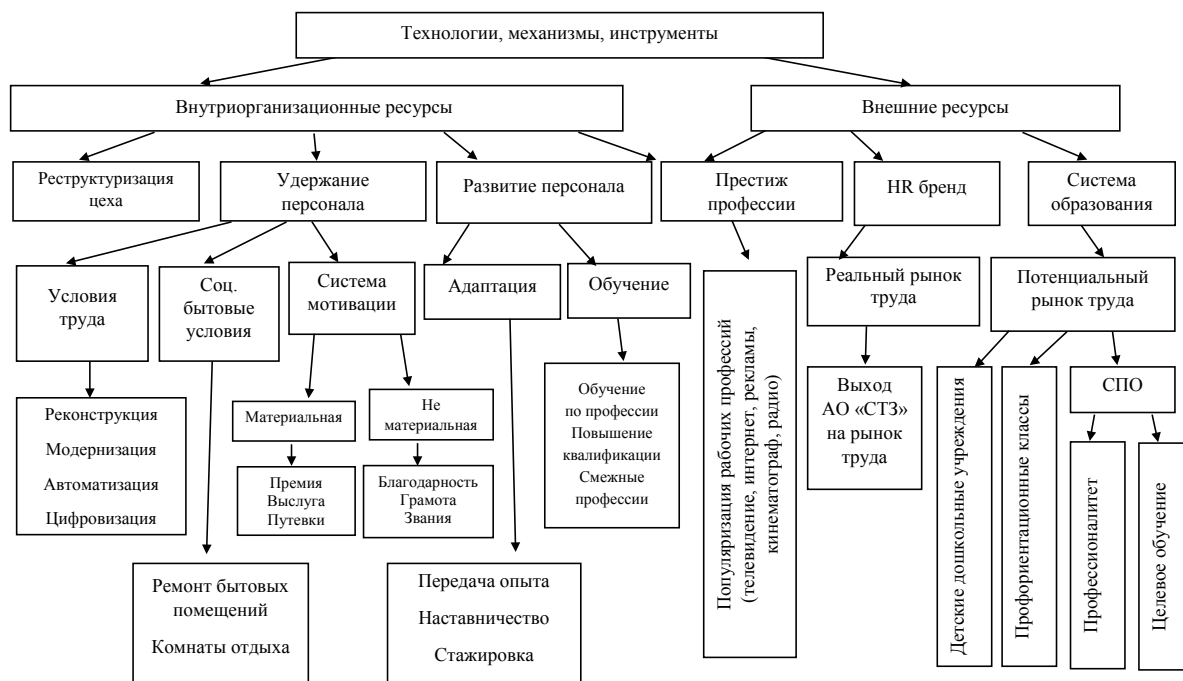 Технологии, механизмы, инструменты
Внутриорганизационные ресурсы
Внешние ресурсы
Реструктуризация
цеха
Удержание
персонала
Развитие персонала
Престиж
профессии
HR бренд
Система
образования
Условия
труда
Соц.
бытовые
условия
Система
мотивации
Адаптация
Обучение
Реальный рынок
труда
Потенциальный
рынок труда
Реконструкция
Модернизация
Автоматизация
Цифровизация
Материальная
Не
материальная
Обучение
по профессии
Повышение
квалификации
Смежные
профессии
Популяризация рабочих профессий
(телевидение, интернет, рекламы,
кинематограф, радио)
Выход
АО «СТЗ»
на рынок
труда
Детские дошкольные учреждения
Профориентационные классы
СПО
Премия
Выслуга
Путевки
Благодарность
Грамота
Звания
Профессионалитет
Целевое обучение
Ремонт бытовых
помещений
Комнаты отдыха
Передача опыта
Наставничество
Стажировка